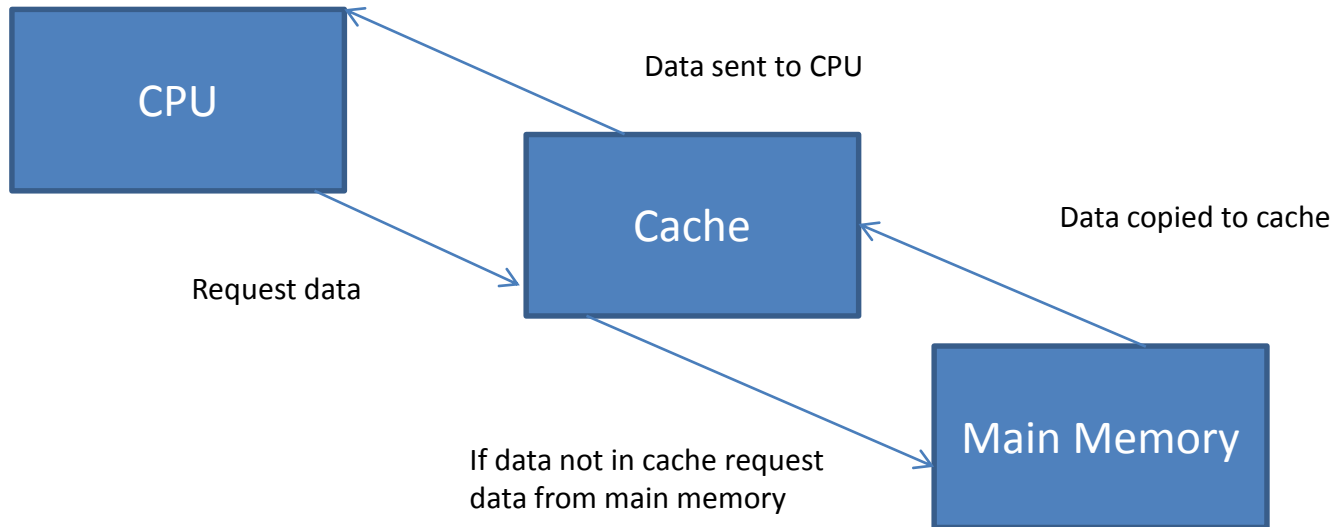 CPU
Data sent to CPU
Cache
Data copied to cache
Request data
Main Memory
If data not in cache request
data from main memory